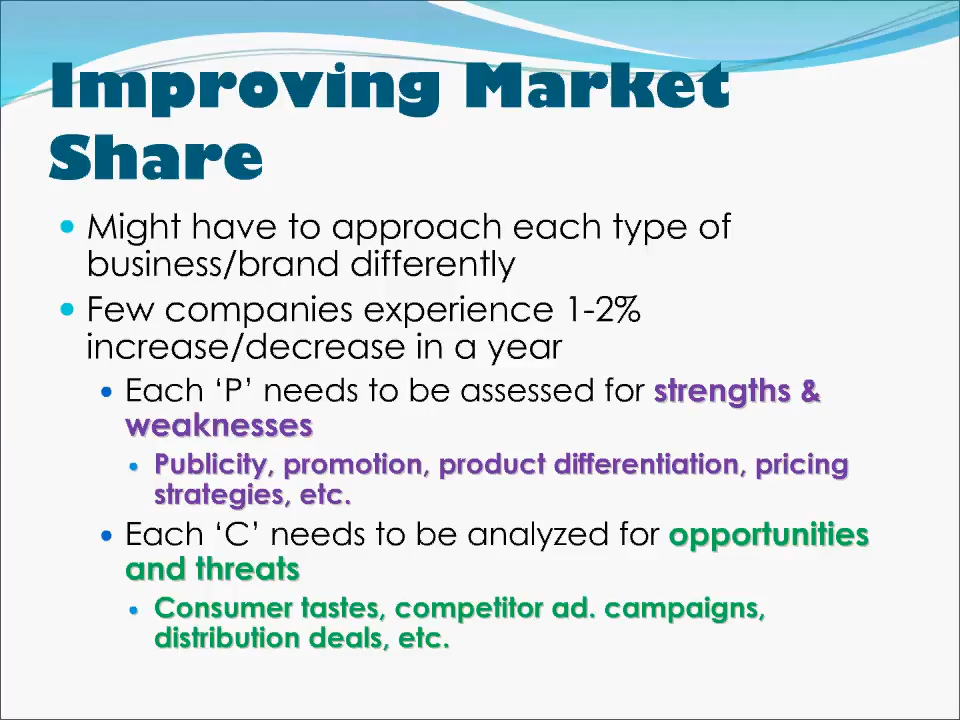 Improving Market
Share
• Might have to approach each type of
business/brand differently
• Few companies experience 1-2%
increase/decrease in a year
• Each ‘P’ needs to be assessed for strengths &
weaknesses
• Publicity, promotion, product differentiation, pricing
strategies, etc.
• Each ‘C’ needs to be analyzed for opportunities
and threats
• Consumer tastes, competitor ad. campaigns,
distribution deals, etc.